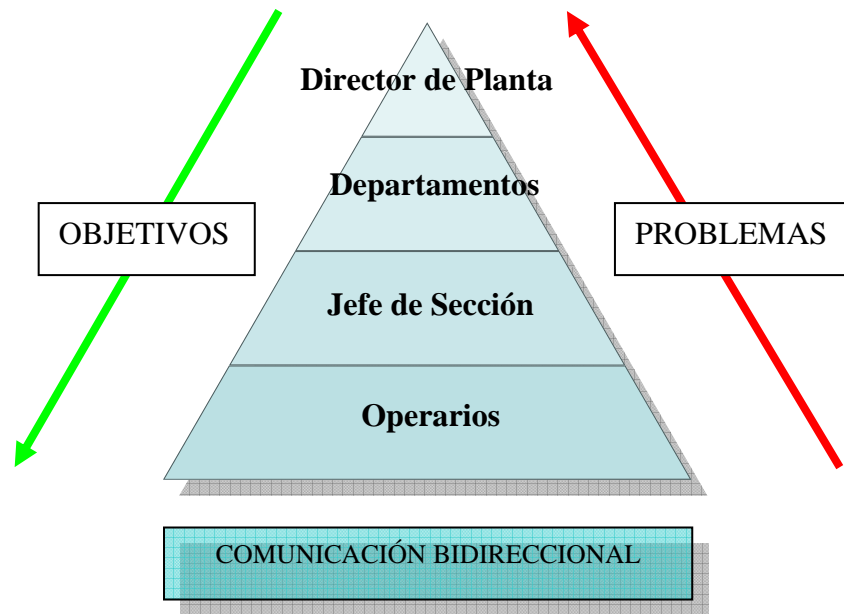 Director de Planta
Departamentos
OBJETIVOS
PROBLEMAS
Jefe de Sección
Operarios
COMUNICACIÓN BIDIRECCIONAL